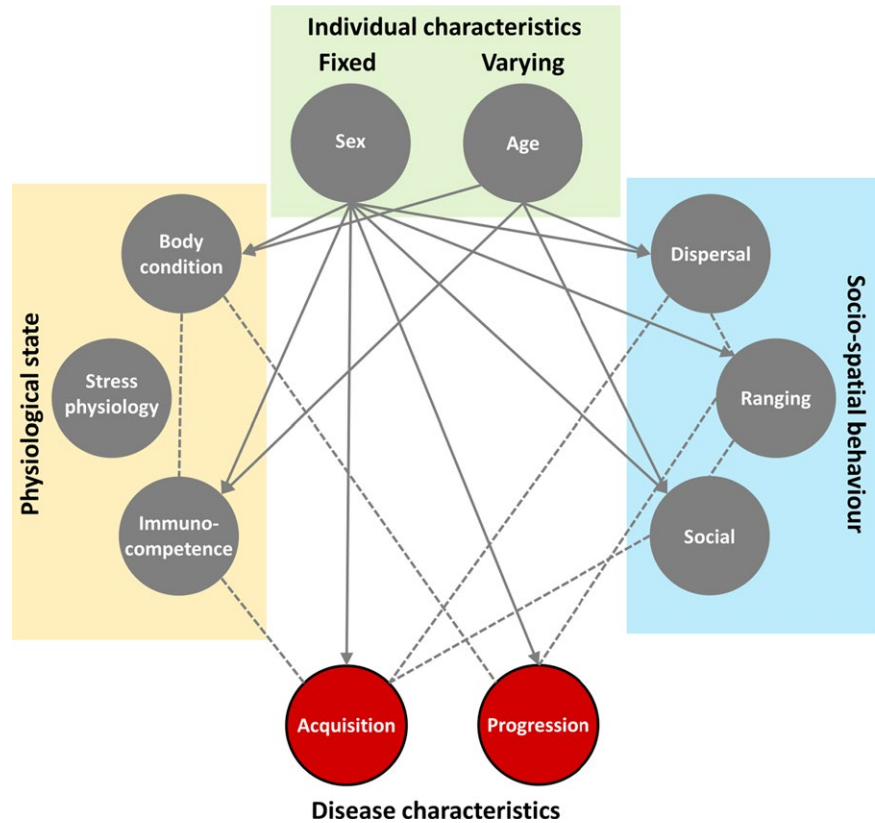 Individual characteristics
Fixed
Varying
Sex
Age
Physiological state
Body
condition
Stress
physiology
Immuno-
competence
Socio-spatial behaviour
Dispersal
Ranging
Social
Acquisition
Progression
Disease characteristics